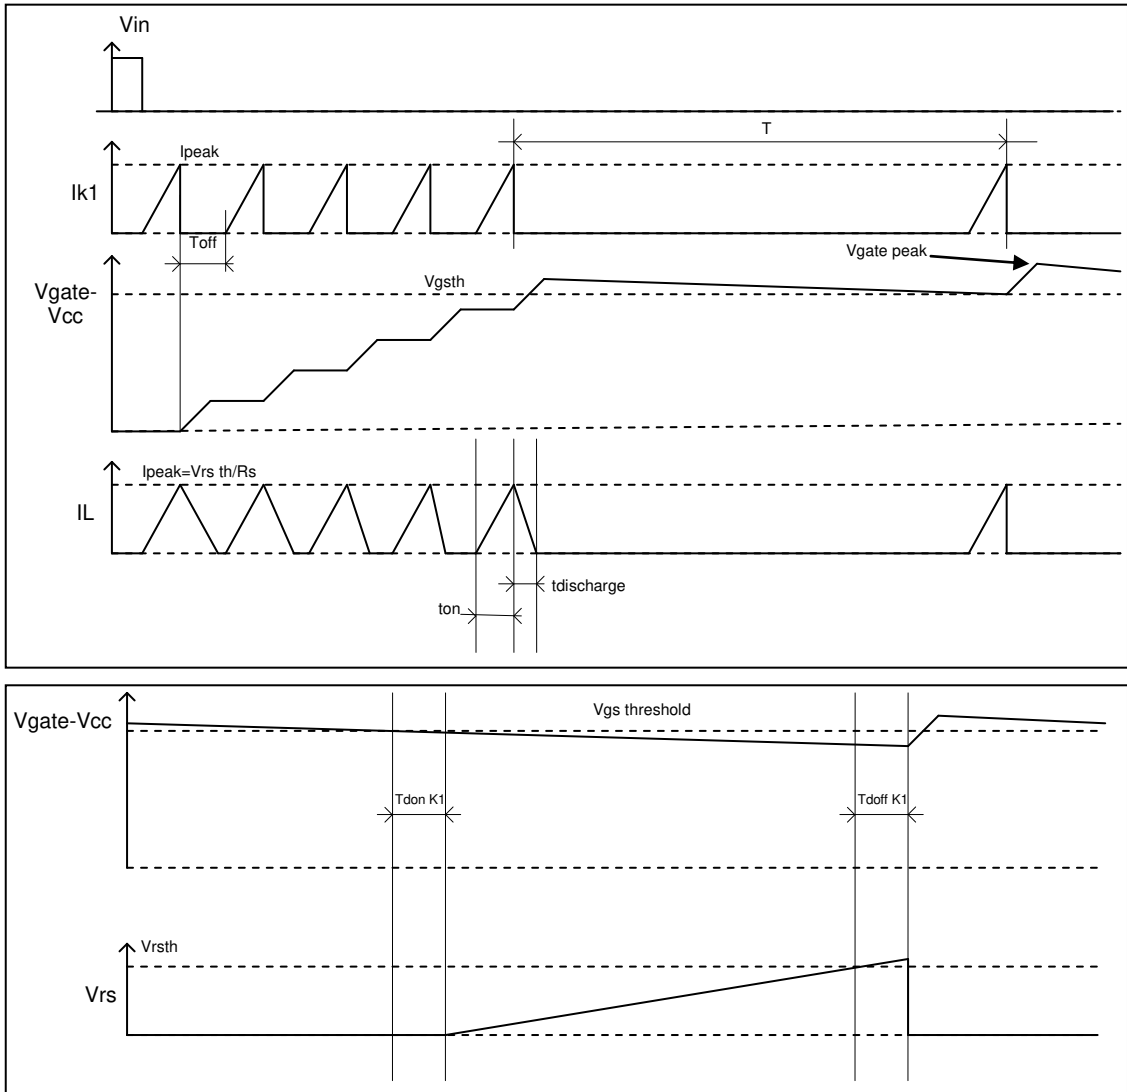 Vin
T
Ipeak
Ik1
Toff
Vgate peak
Vgate-
Vcc
Vgsth
Ipeak=Vrs th/Rs
IL
tdischarge
ton
Vgate-Vcc
Vgs threshold
Tdon K1
Tdoff K1
Vrsth
Vrs